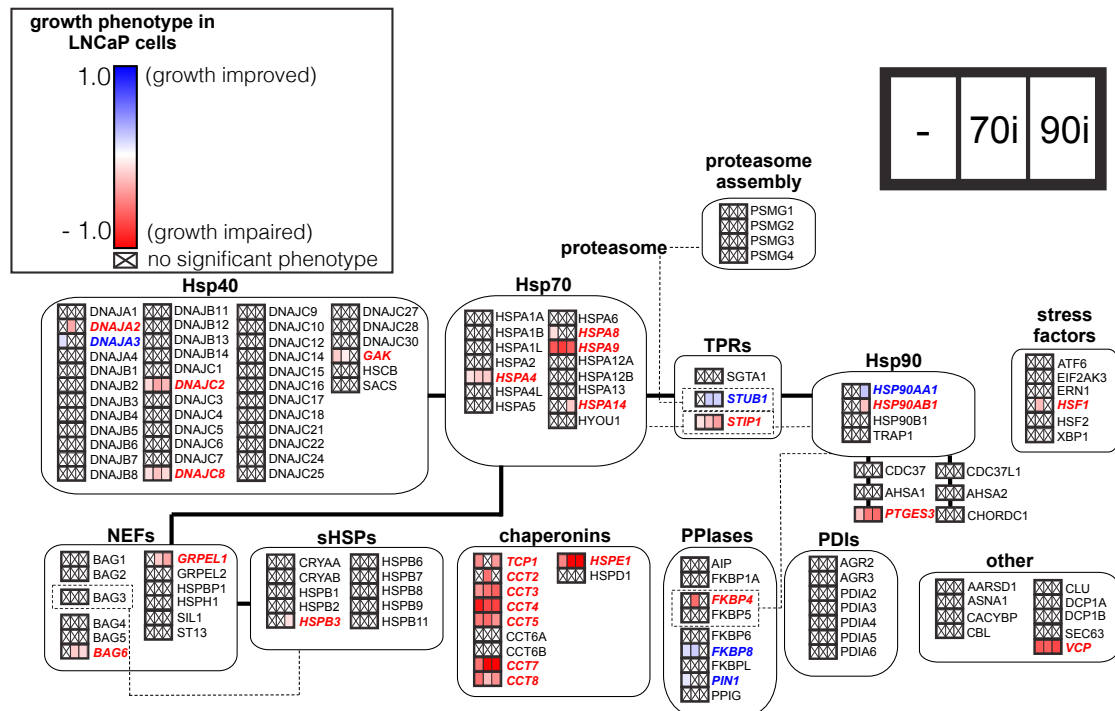 growth phenotype in
LNCaP cells
1.0 (growth improved)
- 1.0 (growth impaired)
no significant phenotype
- 70i 90i
proteasome
assembly
PSMG1
PSMG2
PSMG3
PSMG4
proteasome
Hsp40
DNAJA1
DNAJA2
DNAJA3
DNAJA4
DNAJB1
DNAJB2
DNAJB3
DNAJB4
DNAJB5
DNAJB6
DNAJB7
DNAJB8
DNAJB11
DNAJB12
DNAJB13
DNAJB14
DNAJC1
DNAJC2
DNAJC3
DNAJC4
DNAJC5
DNAJC6
DNAJC7
DNAJC8
DNAJC9
DNAJC10
DNAJC12
DNAJC14
DNAJC15
DNAJC16
DNAJC17
DNAJC18
DNAJC21
DNAJC22
DNAJC24
DNAJC25
DNAJC27
DNAJC28
DNAJC30
GAK
HSCB
SACS
Hsp70
HSPA1A
HSPA1B
HSPA1L
HSPA2
HSPA4
HSPA4L
HSPA5
HSPA6
HSPA8
HSPA9
HSPA12A
HSPA12B
HSPA13
HSPA14
HYOU1
TPRs
SGTA1
STUB1
STIP1
Hsp90
HSP90AA1
HSP90AB1
HSP90B1
TRAP1
CDC37
AHSA1
PTGES3
CDC37L1
AHSA2
CHORDC1
stress
factors
ATF6
EIF2AK3
ERN1
HSF1
HSF2
XBP1
NEFs
BAG1
BAG2
BAG3
BAG4
BAG5
BAG6
GRPEL1
GRPEL2
HSPBP1
HSPH1
SIL1
ST13
sHSPs
CRYAA
CRYAB
HSPB1
HSPB2
HSPB3
HSPB6
HSPB7
HSPB8
HSPB9
HSPB11
chaperonins
TCP1
CCT2
CCT3
CCT4
CCT5
CCT6A
CCT6B
CCT7
CCT8
HSPE1
HSPD1
PPIases
AIP
FKBP1A
FKBP4
FKBP5
FKBP6
FKBP8
FKBPL
PIN1
PPIG
PDIs
AGR2
AGR3
PDIA2
PDIA3
PDIA4
PDIA5
PDIA6
other
AARSD1
ASNA1
CACYBP
CBL
CLU
DCP1A
DCP1B
SEC63
VCP